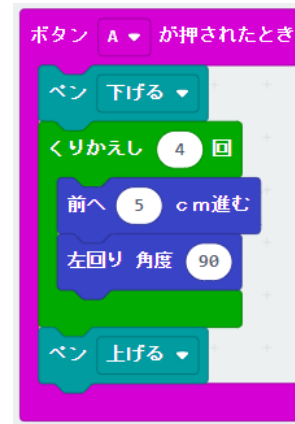 ボタン A が押されたとき
ペン 下げる
くりかえし 4 回
前へ 5 cm進む
左回り 角度 90
ペン 上げる